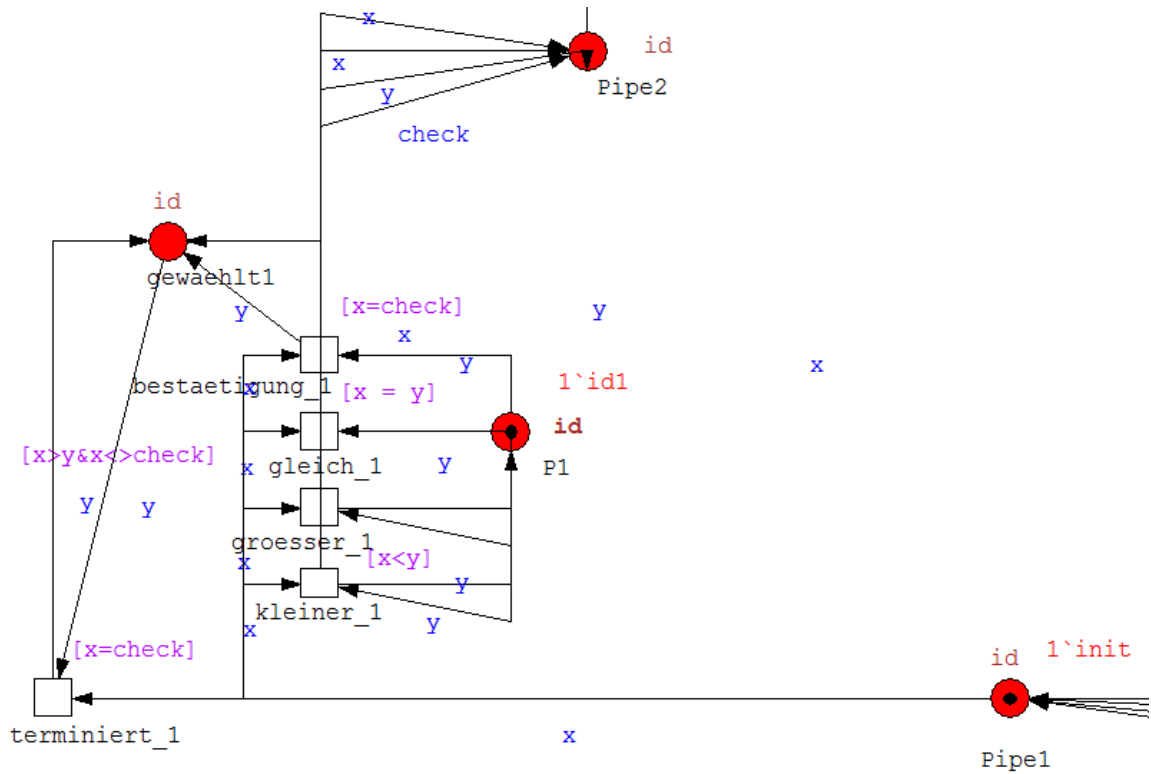 x
id
x
Pipe2
y
check
id
gewaehlt1
y
[x=check]
y
x
y
x
bestaetigung_1
x
[x = y]
1`id1
id
[x>y&x<>check]
x
gleich_1
y
P1
y
y
groesser_1
[x<y]
x
y
kleiner_1
y
x
[x=check]
id
1`init
terminiert_1
x
Pipe1